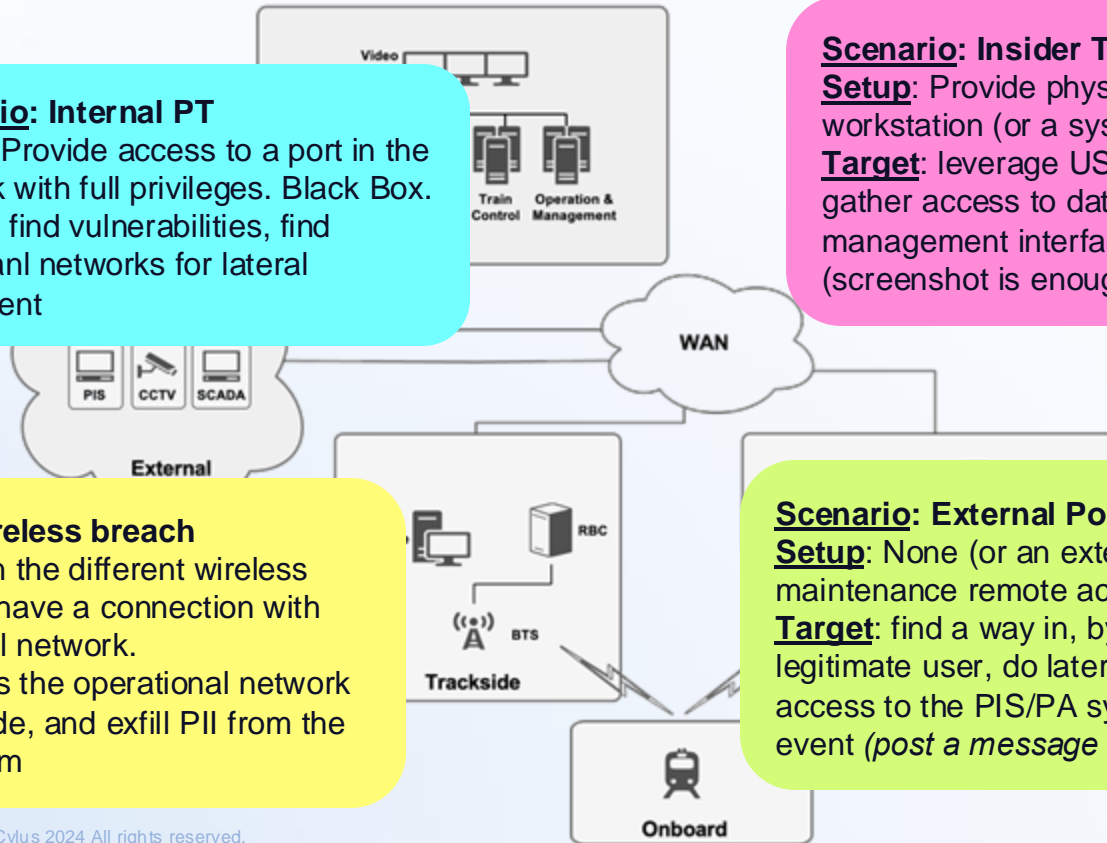 Video
Train Control
Operation & Management
io: Internal PT
Provide access to a port in the
k with full privileges. Black Box.
find vulnerabilities, find
anl networks for lateral
ent
Scenario: Insider T
Setup: Provide phys
workstation (or a sys
Target: leverage US
gather access to dat
management interfa
(screenshot is enoug
WAN
PIS
CCTV
SCADA
External
reless breach
n the different wireless
have a connection with
l network.
s the operational network
de, and exfill PII from the
m
RBC
BTS
Trackside
Scenario: External Po
Setup: None (or an exte
maintenance remote ac
Target: find a way in, by
legitimate user, do later
access to the PIS/PA sy
event (post a message
Onboard
Cylus 2024 All rights reserved.